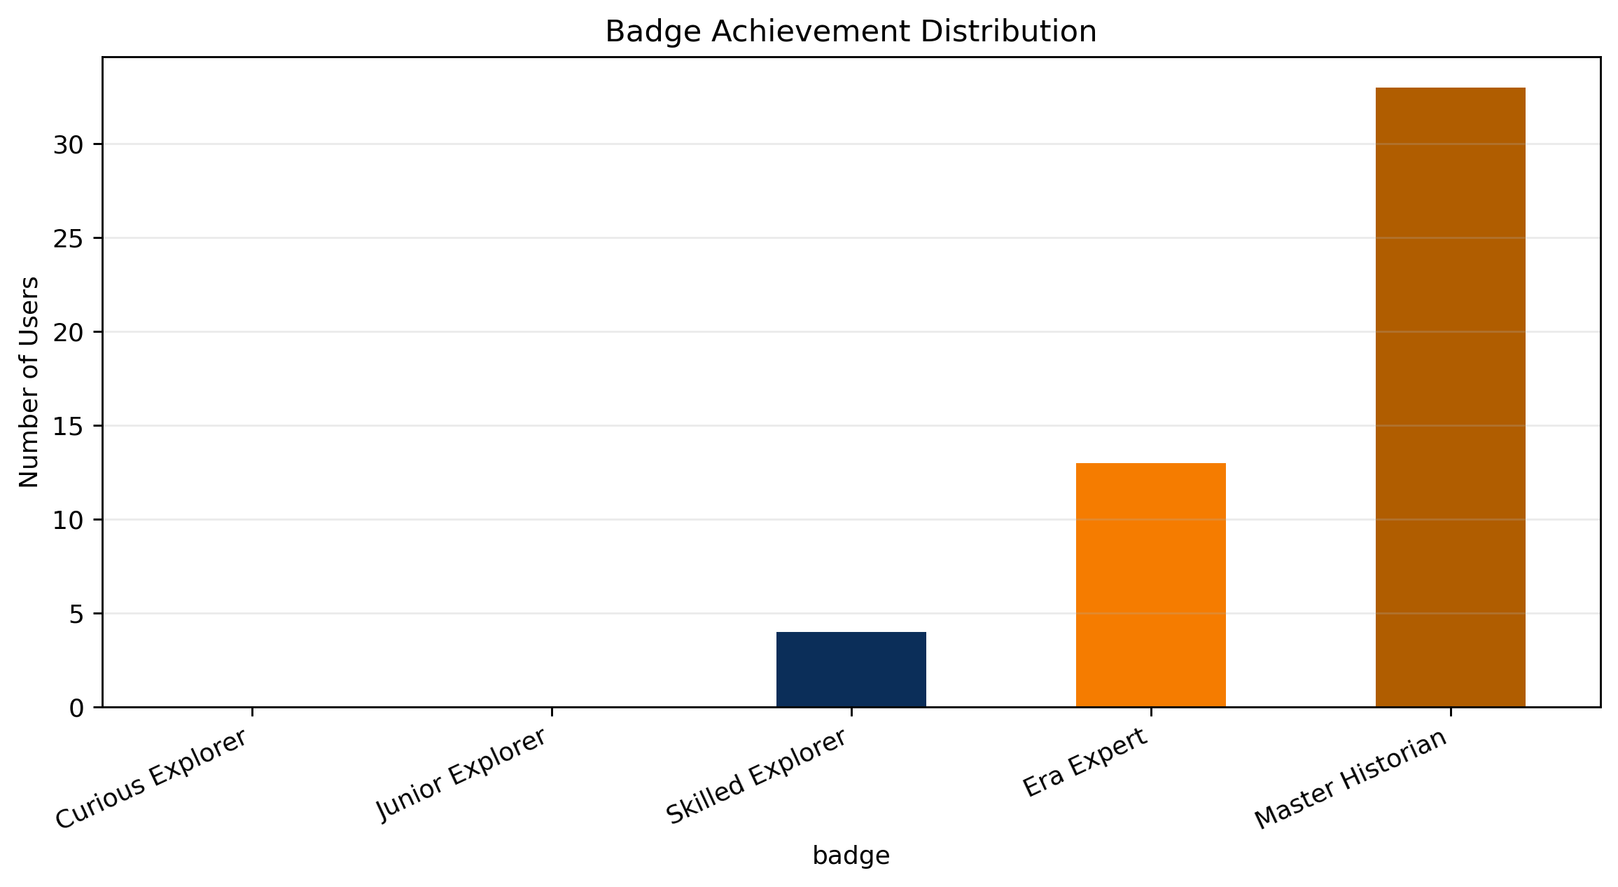 Badge Achievement Distribution
Number of Users
30
25
20
15
10
5
0
Curious Explorer
Junior Explorer
Skilled Explorer
Era Expert
Master Historian
badge